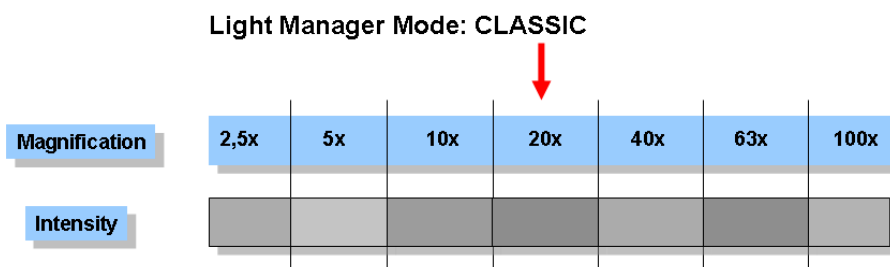 Light Manager Mode: CLASSIC
Magnification 2,5x 5x 10x 20x 40x 63x 100x
Intensity